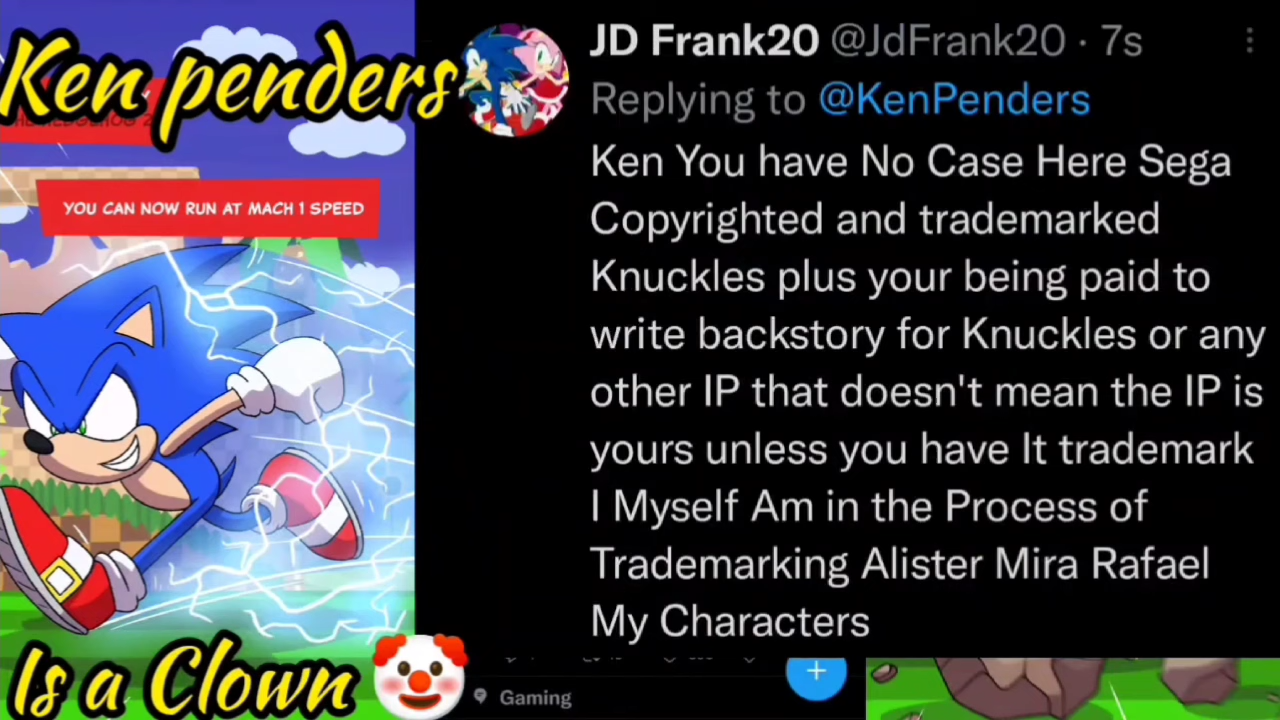 Ken penders
YOU CAN NOW RUN AT MACH 1 SPEED
Is a Clown 🤡
JD Frank20 @JdFrank20 · 7s
Replying to @KenPenders
Ken You have No Case Here Sega
Copyrighted and trademarked
Knuckles plus your being paid to
write backstory for Knuckles or any
other IP that doesn't mean the IP is
yours unless you have It trademark
I Myself Am in the Process of
Trademarking Alister Mira Rafael
My Characters
Gaming